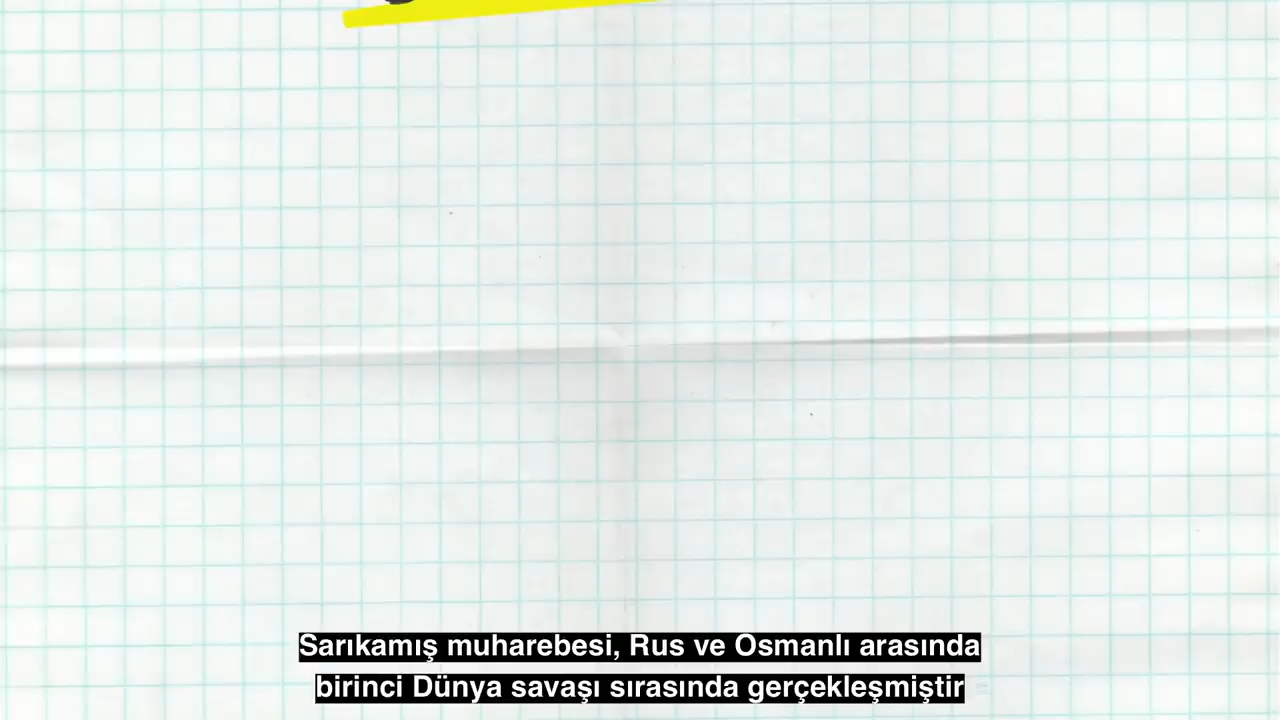 Sarıkamış muharebesi, Rus ve Osmanlı arasında
birinci Dünya savaşı sırasında gerçekleşmiştir